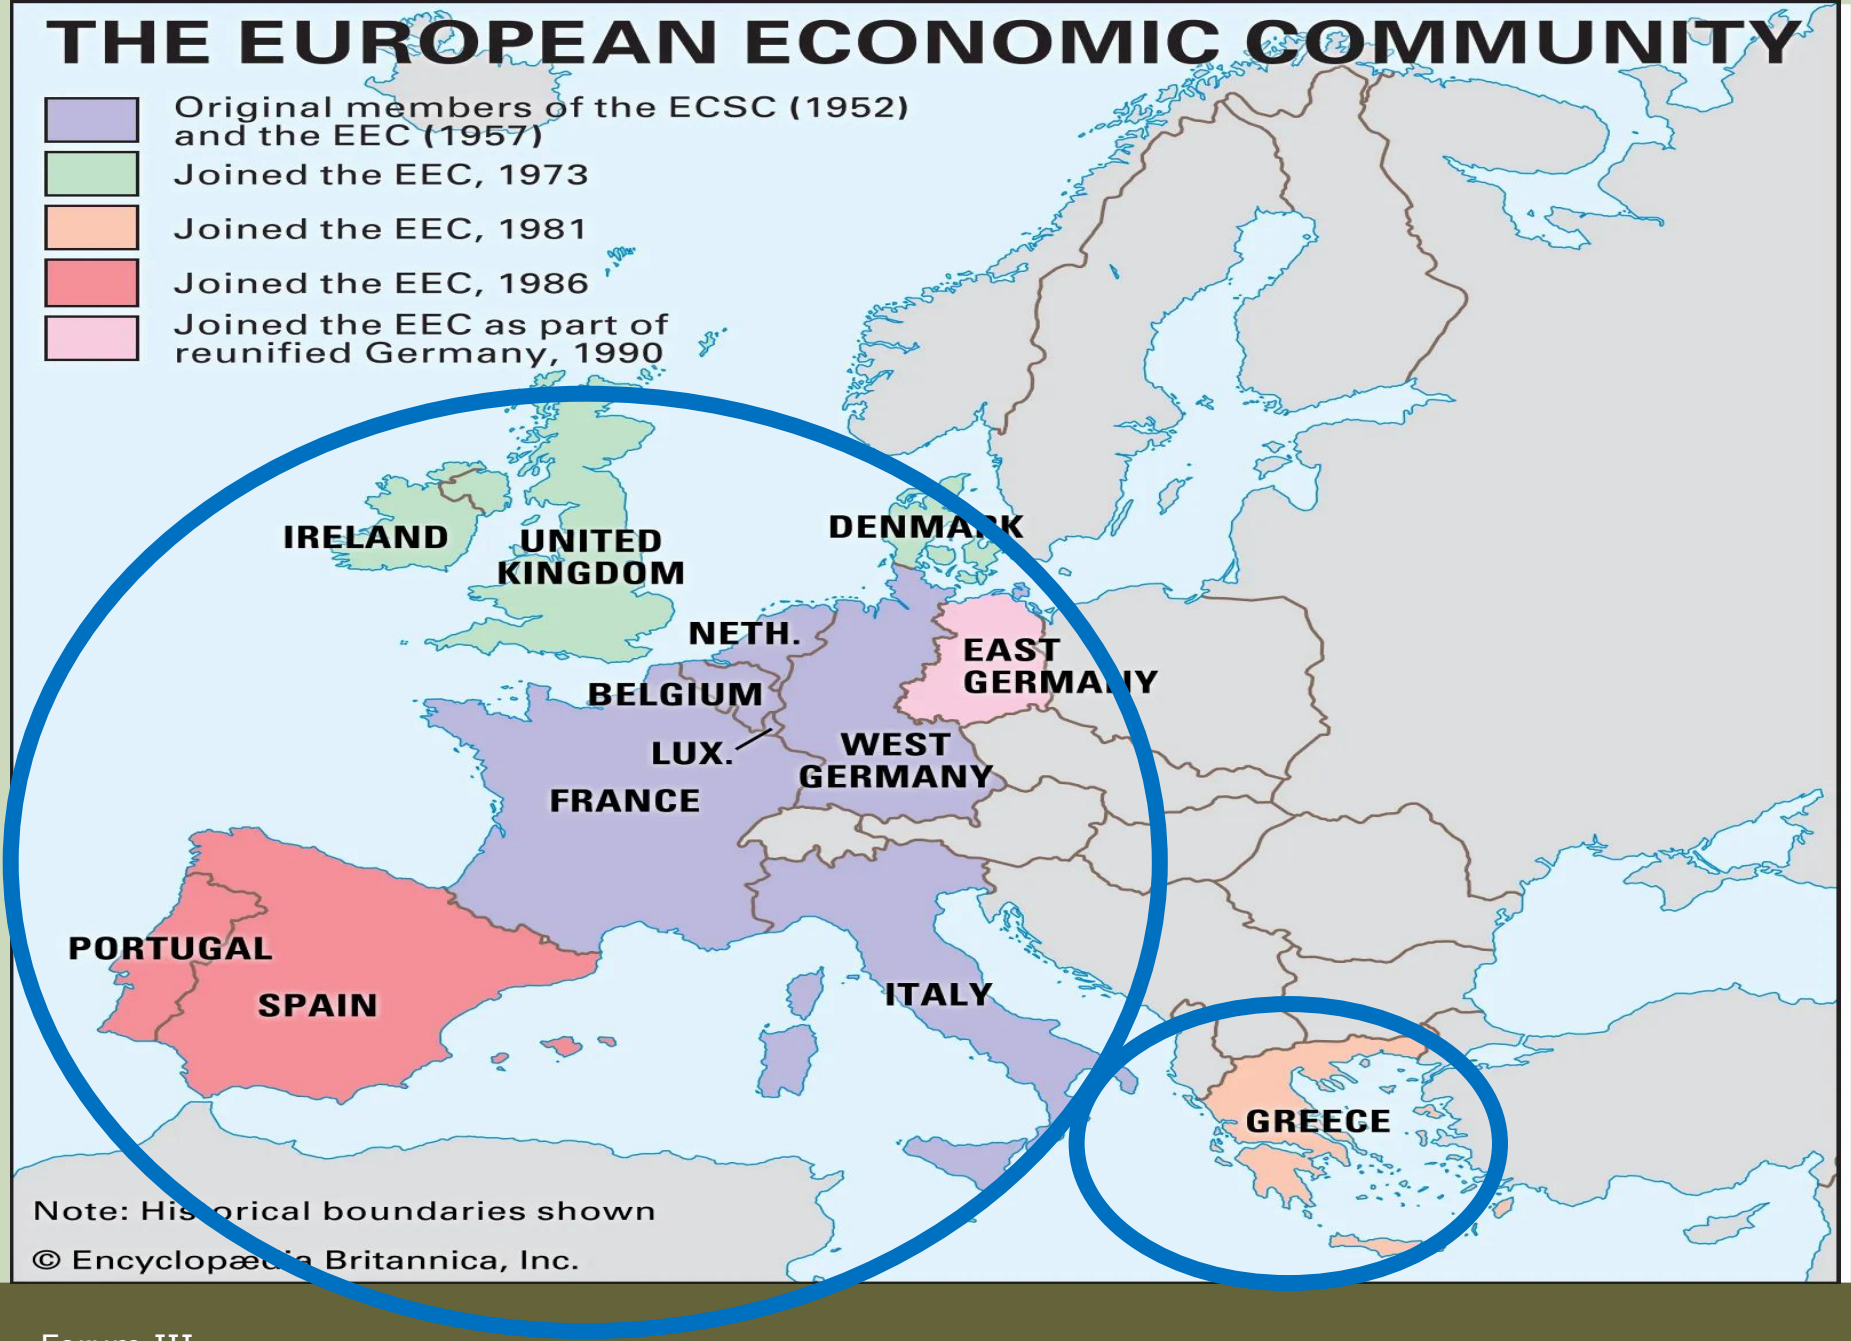 THE EUROPEAN ECONOMIC COMMUNITY
Original members of the ECSC (1952)
and the EEC (1957)
Joined the EEC, 1973
Joined the EEC, 1981
Joined the EEC, 1986
Joined the EEC as part of
reunified Germany, 1990
IRELAND
UNITED
KINGDOM
DENMARK
NETH.
EAST
GERMANY
BELGIUM
LUX.
WEST
GERMANY
FRANCE
PORTUGAL
SPAIN
ITALY
GREECE
Note: Historical boundaries shown
© Encyclopædia Britannica, Inc.
III